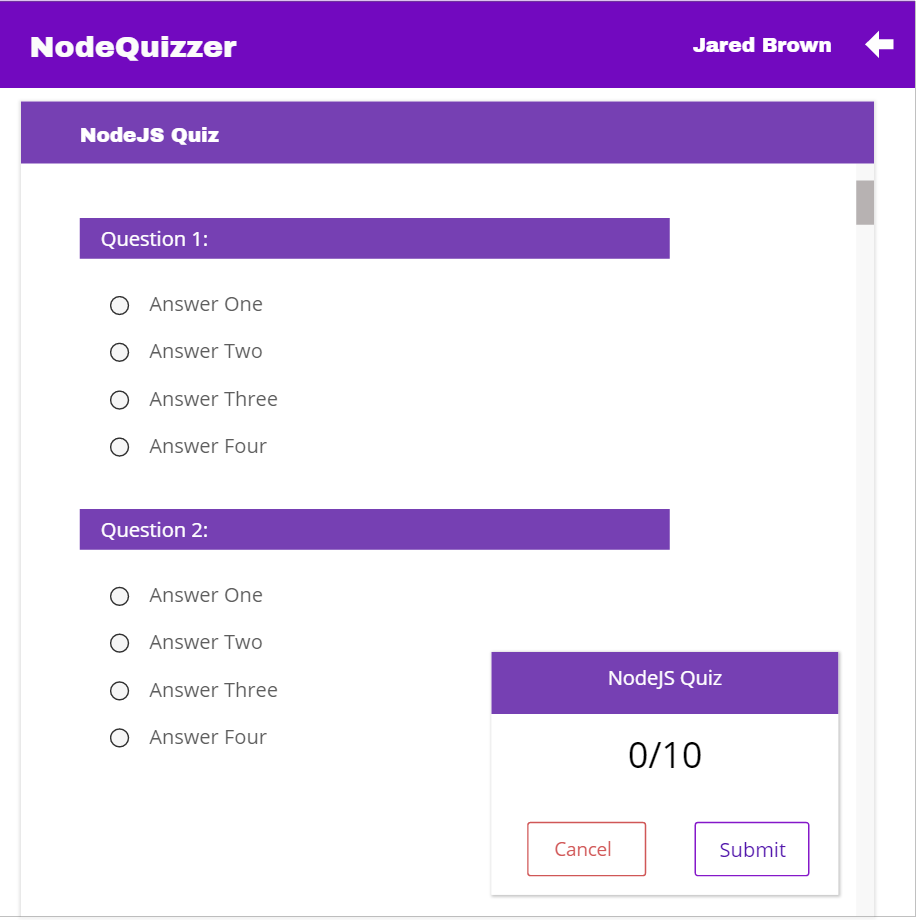 NodeQuizzer
Jared Brown
NodeJS Quiz
Question 1:
Answer One
Answer Two
Answer Three
Answer Four
Question 2:
Answer One
Answer Two
Answer Three
Answer Four
NodeJS Quiz
0/10
Cancel
Submit